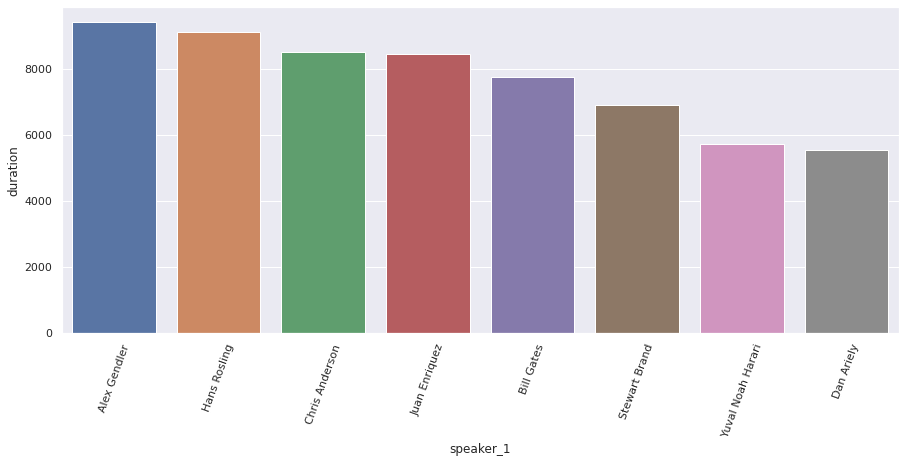 8000
6000
4000
2000
0
duration
Alex Gendler
Hans Rosling
Chris Anderson
Juan Enriquez
Bill Gates
Stewart Brand
Yuval Noah Harari
Dan Ariely
speaker_1